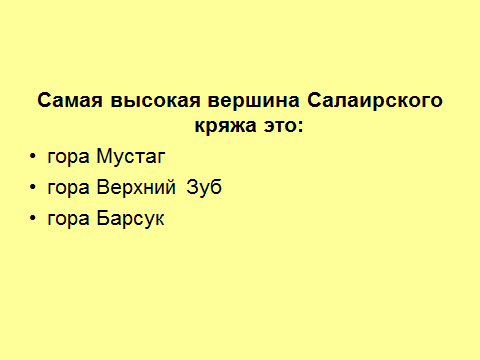 Самая высокая вершина Салаирского
кряжа это:
• гора Мустаг
• гора Верхний Зуб
• гора Барсук